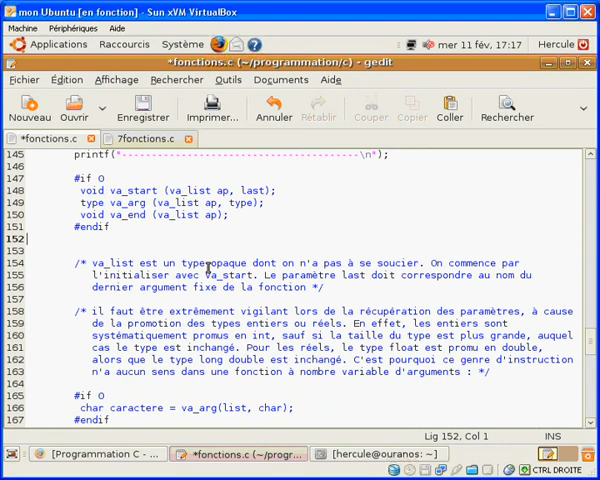 mon Ubuntu [en fonction] - Sun xVM VirtualBox
Machine Périphériques Aide
Applications Raccourcis Système mer 11 fév, 17:17 Hercule
*fonctions.c (~/programmation/c) - gedit
Fichier Édition Affichage Rechercher Outils Documents Aide
Nouveau Ouvrir Enregistrer Imprimer... Annuler Rétablir Couper Copier Coller Rechercher
*fonctions.c 7fonctions.c
145 printf("----------------------------------------\n");
146
147 #if 0
148 void va_start (va_list ap, last);
149 type va_arg (va_list ap, type);
150 void va_end (va_list ap);
151 #endif
152
153
154 /* va_list est un type opaque dont on n'a pas à se soucier. On commence par
155 l'initialiser avec va_start. Le paramètre last doit correspondre au nom du
156 dernier argument fixe de la fonction */
157
158 /* il faut être extrêmement vigilant lors de la récupération des paramètres, à cause
159 de la promotion des types entiers ou réels. En effet, les entiers sont
160 systématiquement promus en int, sauf si la taille du type est plus grande, auquel
161 cas le type est inchangé. Pour les réels, le type float est promu en double,
162 alors que le type long double est inchangé. C'est pourquoi ce genre d'instruction
163 n'a aucun sens dans une fonction à nombre variable d'arguments : */
164
165 #if 0
166 char caractere = va_arg(list, char);
167 #endif
Lig 152, Col 1 INS
[Programmation C - ... *fonctions.c (~/progr... [hercule@ouranos: ~]
CTRL DROITE